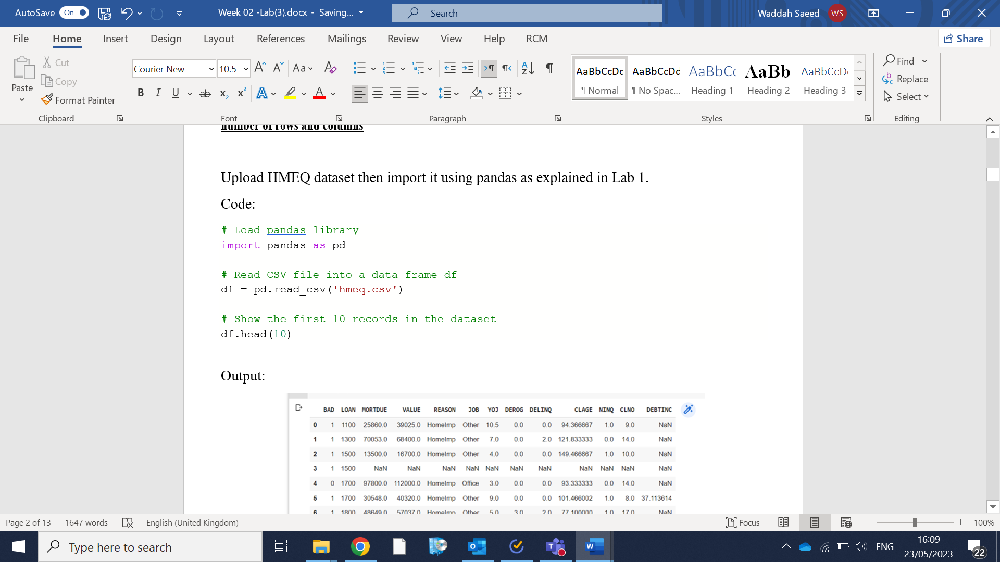 AutoSave On Week 02 -Lab(3).docx - Saving... Search Waddah Saeed WS
File Home Insert Design Layout References Mailings Review View Help RCM Share
Paste Cut Copy Format Painter
Courier New 10.5
Find Replace Select
AaBbCcDc AaBbCcDc AaBbCc AaBb AaBbCcD
¶ Normal ¶ No Spac... Heading 1 Heading 2 Heading 3
Clipboard Font Paragraph Styles Editing
number of rows and columns
Upload HMEQ dataset then import it using pandas as explained in Lab 1.
Code:
# Load pandas library
import pandas as pd
# Read CSV file into a data frame df
df = pd.read_csv('hmeq.csv')
# Show the first 10 records in the dataset
df.head(10)
Output:
BAD LOAN MORTDUE VALUE REASON JOB YOJ DEROG DELINQ CLAGE NINQ CLNO DEBTINC
0 1 1100 25860.0 39025.0 HomeImp Other 10.5 0.0 0.0 94.366667 1.0 9.0 NaN
1 1 1300 70053.0 68400.0 HomeImp Other 7.0 0.0 2.0 121.833333 0.0 14.0 NaN
2 1 1500 13500.0 16700.0 HomeImp Other 4.0 0.0 0.0 149.466667 1.0 10.0 NaN
3 1 1500 NaN NaN NaN NaN NaN NaN NaN NaN NaN NaN NaN
4 0 1700 97800.0 112000.0 HomeImp Office 3.0 0.0 0.0 93.333333 0.0 14.0 NaN
5 1 1700 30548.0 40320.0 HomeImp Other 9.0 0.0 0.0 101.466002 1.0 8.0 37.113614
6 1 1800 48649.0 57037.0 HomeImp Other 5.0 3.0 2.0 77.100000 1.0 17.0 NaN
Page 2 of 13 1647 words English (United Kingdom) Focus 100%
Type here to search ENG 16:09
23/05/2023 22